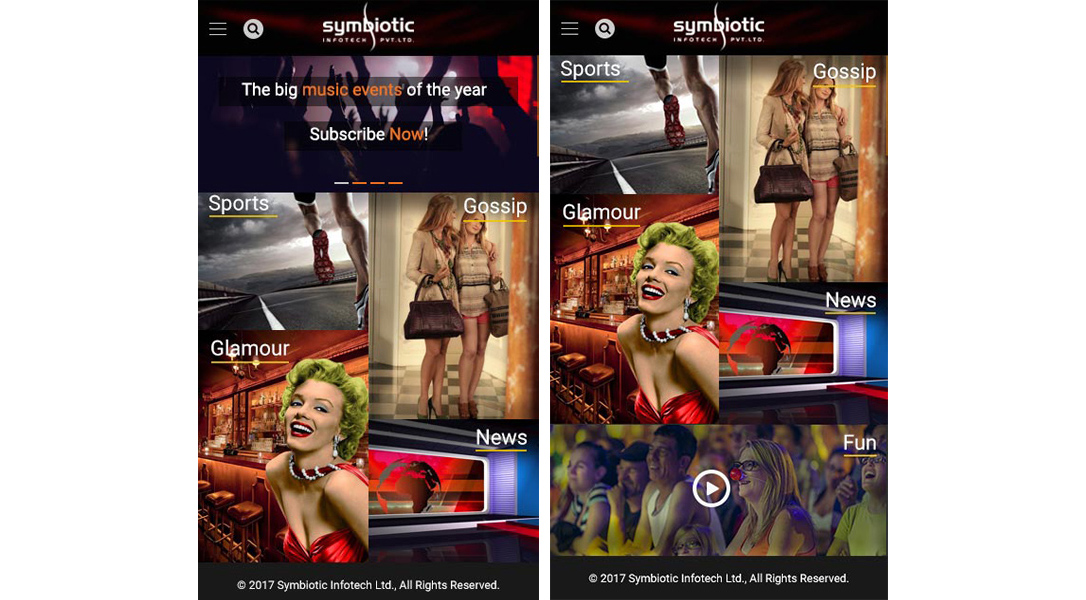 symbiotic
INFOTECH PVT.LTD.
The big music events of the year
Subscribe Now!
Sports
Gossip
Glamour
News
© 2017 Symbiotic Infotech Ltd., All Rights Reserved.
symbiotic
INFOTECH PVT.LTD.
Sports
Gossip
Glamour
News
Fun
© 2017 Symbiotic Infotech Ltd., All Rights Reserved.